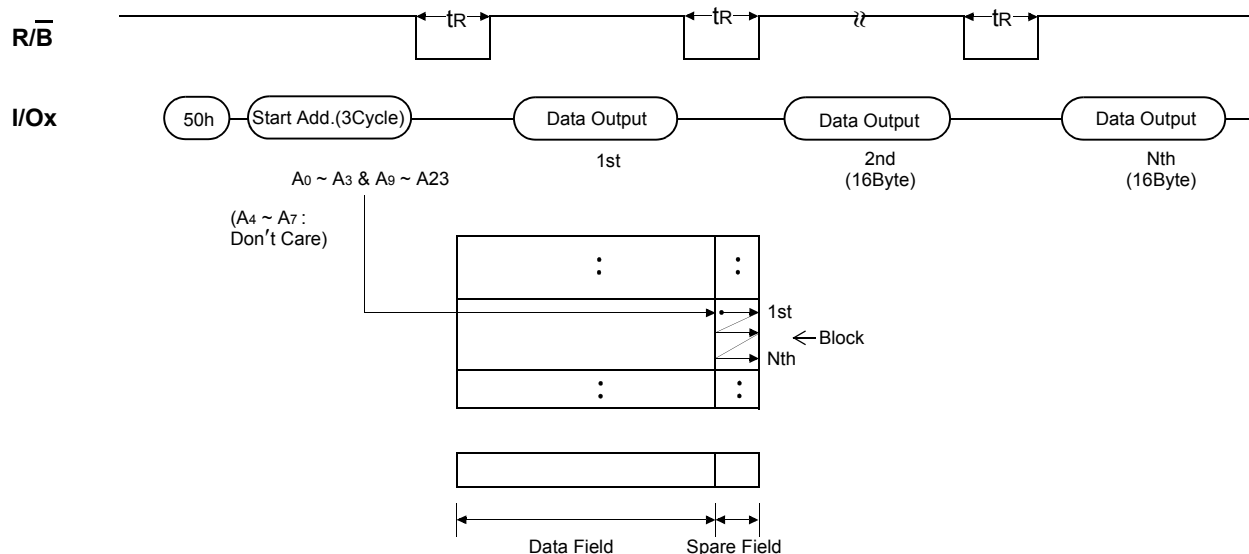 R/B
tR
tR
tR
I/Ox
50h
Start Add.(3Cycle)
Data Output
Data Output
Data Output
1st
2nd
(16Byte)
Nth
(16Byte)
A0 ~ A3 & A9 ~ A23
(A4 ~ A7 :
Don't Care)
1st
Block
Nth
Data Field
Spare Field